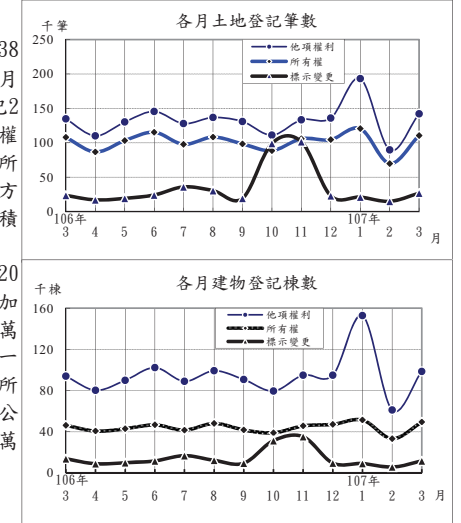 38
月
2
權
所
方
積
各月土地登記筆數
千筆
250
200
150
100
50
0
他項權利
所有權
標示變更
106年
107年
3 4 5 6 7 8 9 10 11 12 1 2 3 月
20
加
萬
一
所
公
萬
各月建物登記棟數
千棟
160
120
80
40
0
他項權利
所有權
標示變更
106年
107年
3 4 5 6 7 8 9 10 11 12 1 2 3 月